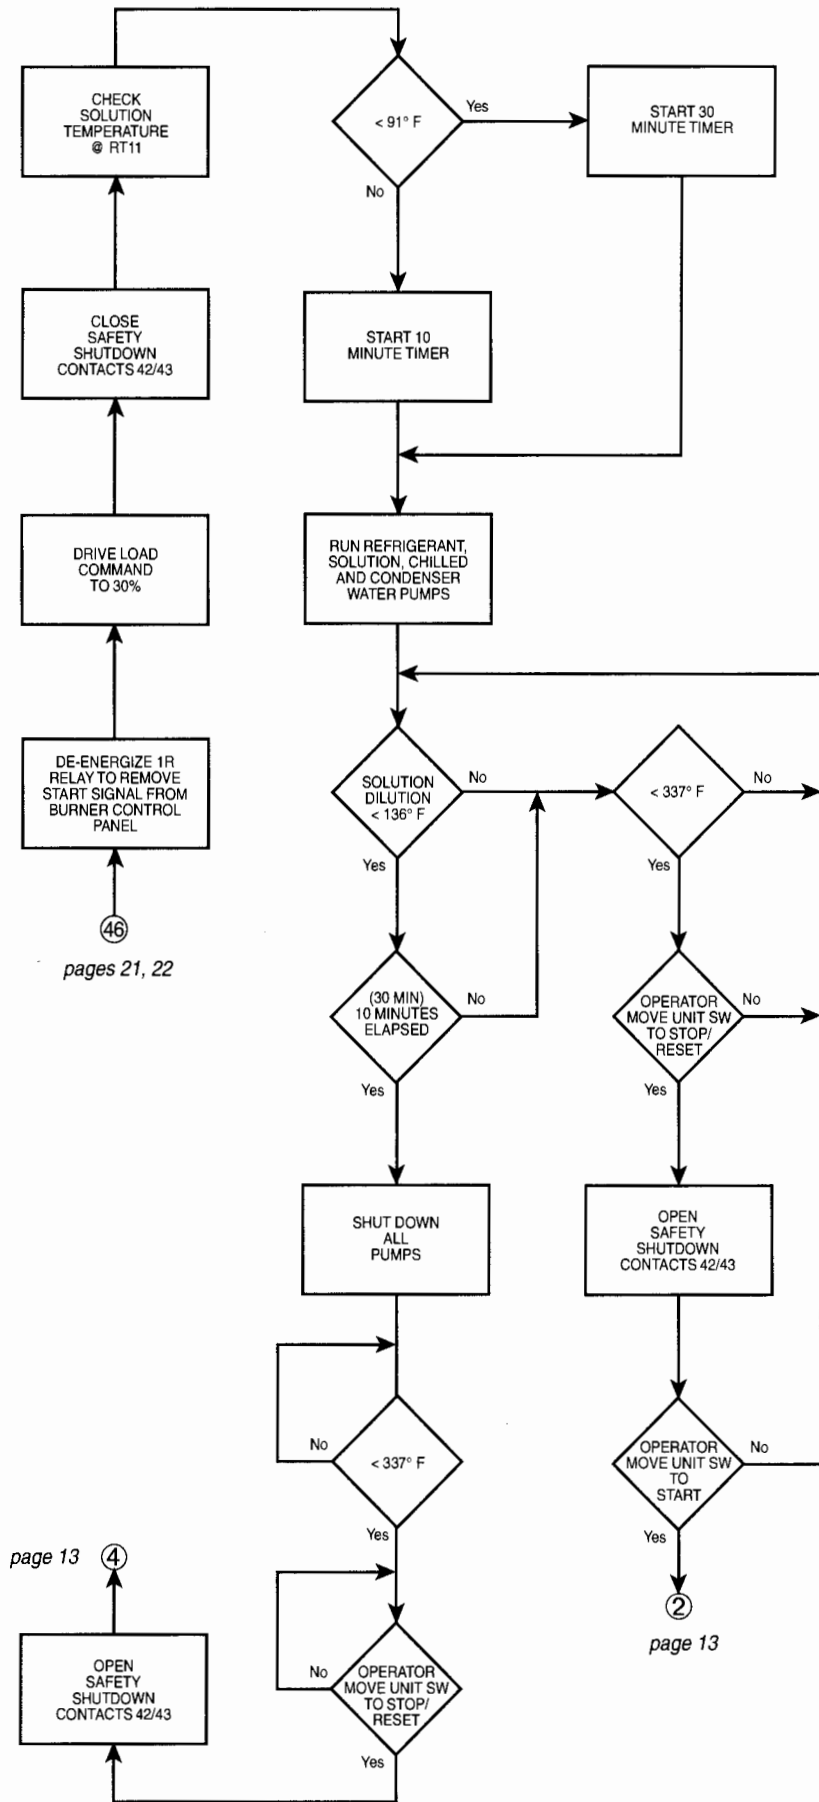 CHECK
SOLUTION
TEMPERATURE
@ RT11
< 91° F
Yes
No
START 30
MINUTE TIMER
CLOSE
SAFETY
SHUTDOWN
CONTACTS 42/43
START 10
MINUTE TIMER
DRIVE LOAD
COMMAND
TO 30%
RUN REFRIGERANT,
SOLUTION, CHILLED
AND CONDENSER
WATER PUMPS
DE-ENERGIZE 1R
RELAY TO REMOVE
START SIGNAL FROM
BURNER CONTROL
PANEL
46
pages 21, 22
SOLUTION
DILUTION
< 136° F
No
Yes
< 337° F
No
Yes
(30 MIN)
10 MINUTES
ELAPSED
No
Yes
OPERATOR
MOVE UNIT SW
TO STOP/
RESET
No
Yes
SHUT DOWN
ALL
PUMPS
OPEN
SAFETY
SHUTDOWN
CONTACTS 42/43
No
< 337° F
Yes
OPERATOR
MOVE UNIT SW
TO
START
No
Yes
2
page 13
page 13
4
OPEN
SAFETY
SHUTDOWN
CONTACTS 42/43
No
OPERATOR
MOVE UNIT SW
TO STOP/
RESET
Yes